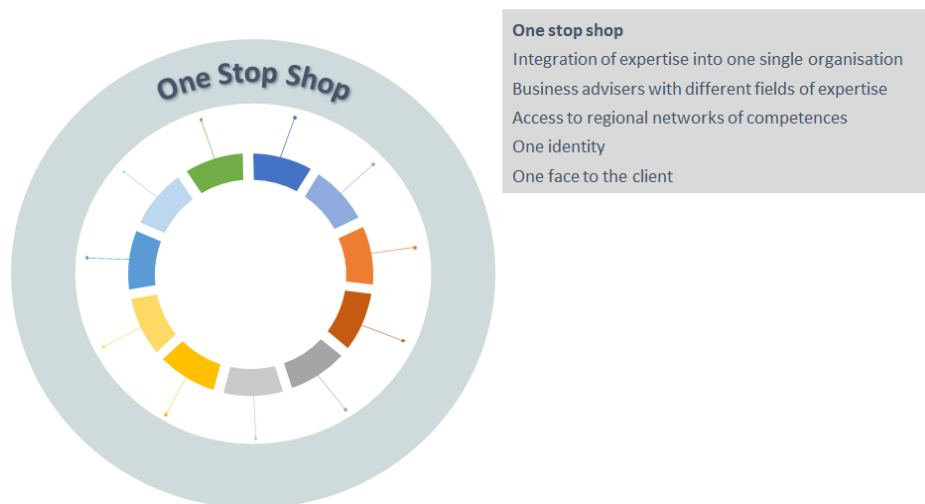 One Stop Shop
One stop shop
Integration of expertise into one single organisation
Business advisers with different fields of expertise
Access to regional networks of competences
One identity
One face to the client